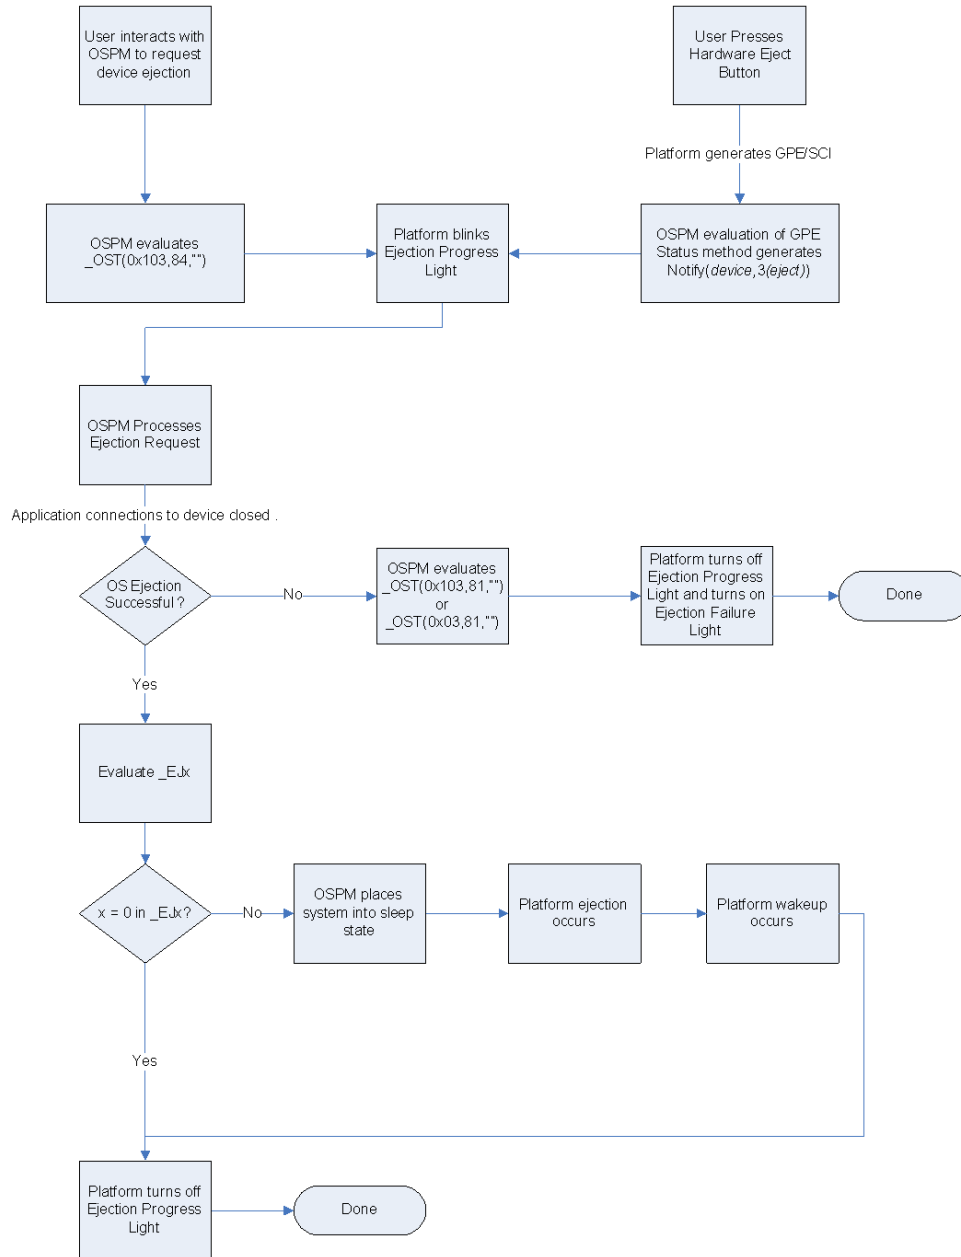 User interacts with
OSPM to request
device ejection
User Presses
Hardware Eject
Button
Platform generates GPE/SCI
OSPM evaluates
_OST(0x103,84,"")
Platform blinks
Ejection Progress
Light
OSPM evaluation of GPE
Status method generates
Notify(device,3(eject))
OSPM Processes
Ejection Request
Application connections to device closed .
OS Ejection
Successful ?
No
OSPM evaluates
_OST(0x103,81,"")
or
_OST(0x03,81,"")
Platform turns off
Ejection Progress
Light and turns on
Ejection Failure
Light
Done
Yes
Evaluate _EJx
x = 0 in _EJx?
No
OSPM places
system into sleep
state
Platform ejection
occurs
Platform wakeup
occurs
Yes
Platform turns off
Ejection Progress
Light
Done